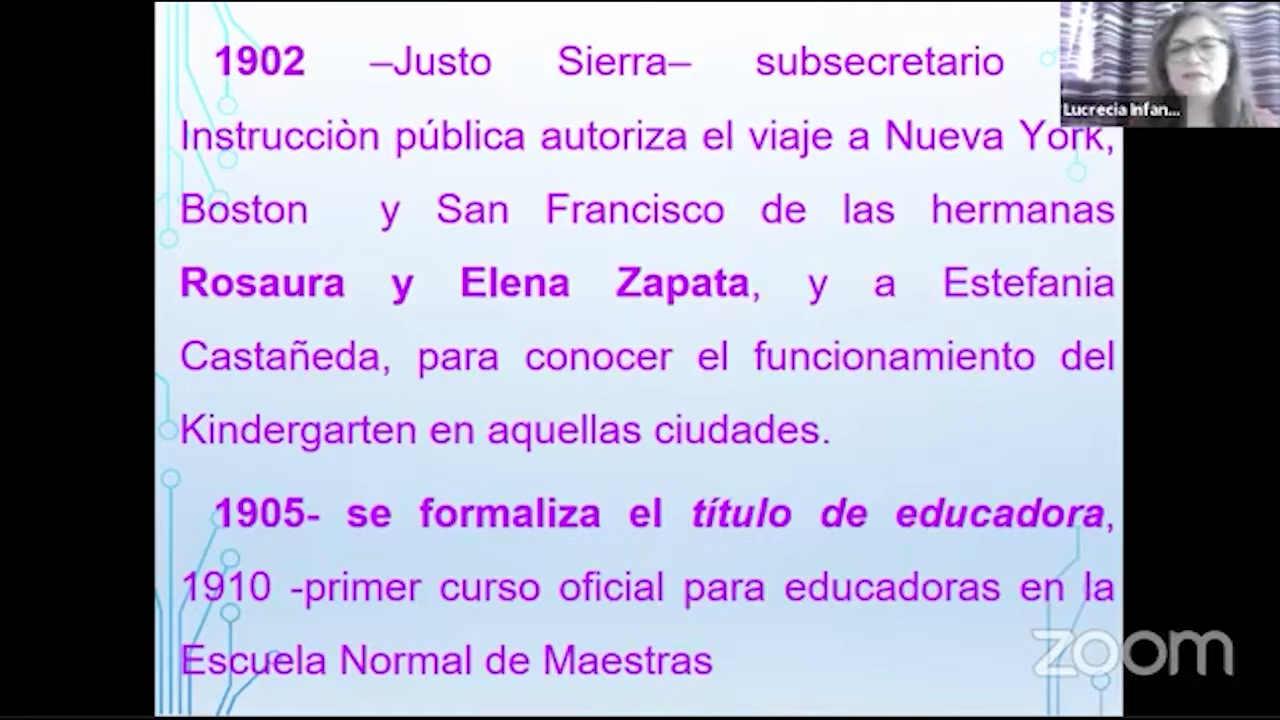 1902 –Justo Sierra– subsecretario
Instrucciòn pública autoriza el viaje a Nueva York,
Boston y San Francisco de las hermanas
Rosaura y Elena Zapata, y a Estefania
Castañeda, para conocer el funcionamiento del
Kindergarten en aquellas ciudades.
1905- se formaliza el título de educadora,
1910 -primer curso oficial para educadoras en la
Escuela Normal de Maestras
Lucrecia Infan...
zoom